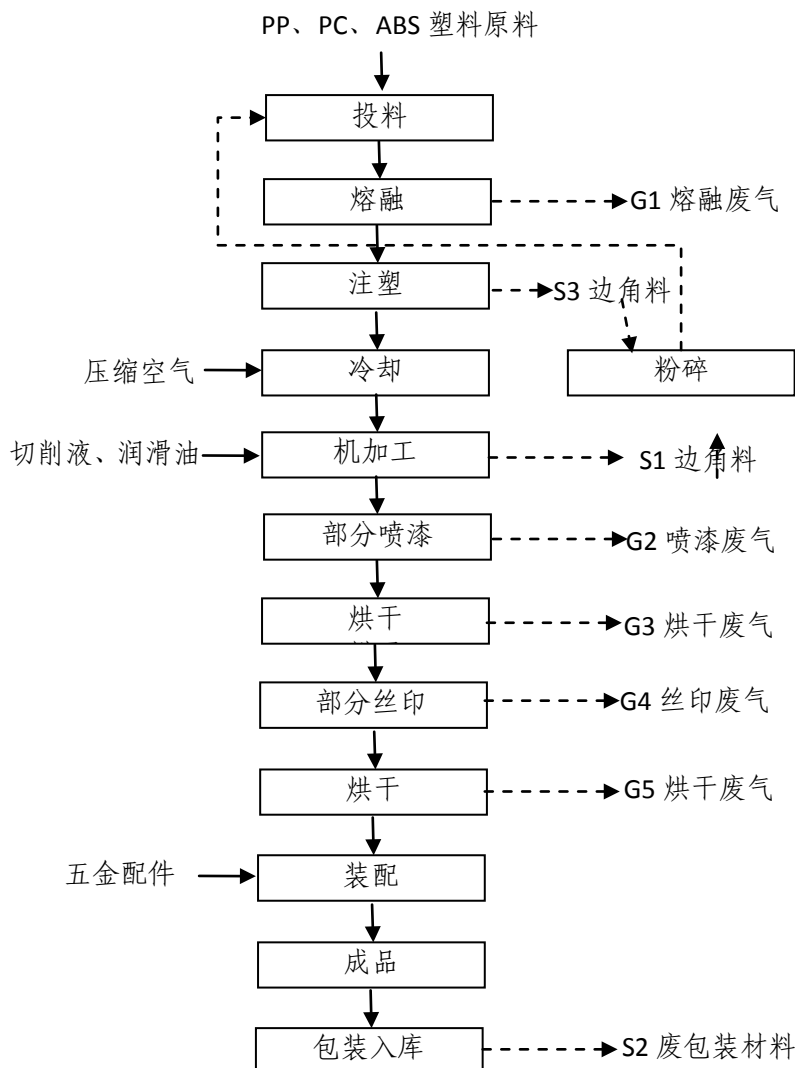 PP、PC、ABS 塑料原料
投料
熔融
G1 熔融废气
注塑
S3 边角料
压缩空气
冷却
粉碎
切削液、润滑油
机加工
S1 边角料
部分喷漆
G2 喷漆废气
烘干
G3 烘干废气
部分丝印
G4 丝印废气
烘干
G5 烘干废气
五金配件
装配
成品
包装入库
S2 废包装材料